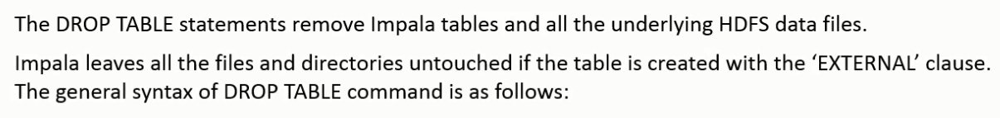 The DROP TABLE statements remove Impala tables and all the underlying HDFS data files.
Impala leaves all the files and directories untouched if the table is created with the ‘EXTERNAL’ clause.
The general syntax of DROP TABLE command is as follows: